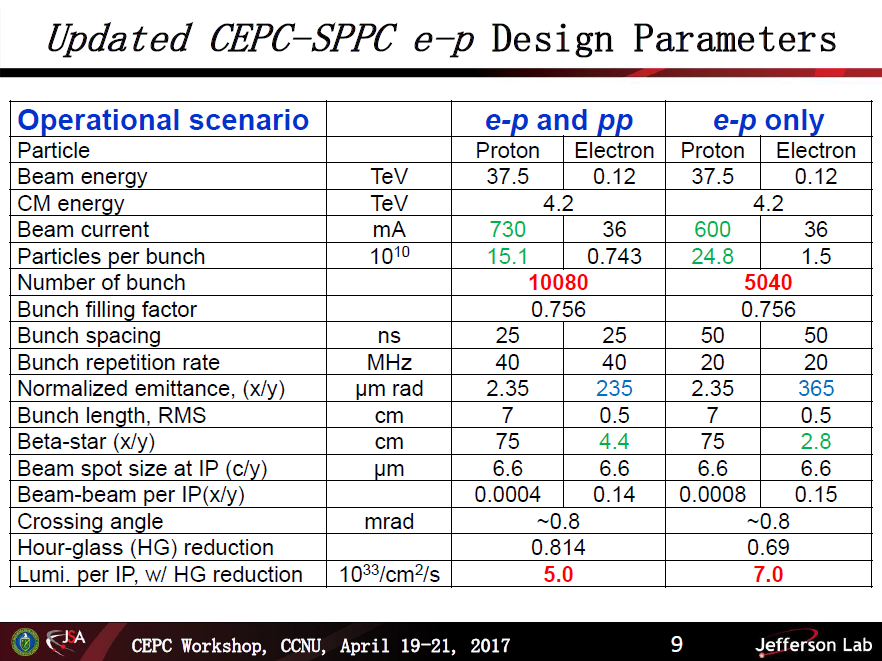 Updated CEPC-SPPC e-p Design Parameters
Operational scenario e-p and pp e-p only
Particle Proton Electron Proton Electron
Beam energy TeV 37.5 0.12 37.5 0.12
CM energy TeV 4.2 4.2
Beam current mA 730 36 600 36
Particles per bunch 10¹⁰ 15.1 0.743 24.8 1.5
Number of bunch 10080 5040
Bunch filling factor 0.756 0.756
Bunch spacing ns 25 25 50 50
Bunch repetition rate MHz 40 40 20 20
Normalized emittance, (x/y) μm rad 2.35 235 2.35 365
Bunch length, RMS cm 7 0.5 7 0.5
Beta-star (x/y) cm 75 4.4 75 2.8
Beam spot size at IP (c/y) μm 6.6 6.6 6.6 6.6
Beam-beam per IP(x/y) 0.0004 0.14 0.0008 0.15
Crossing angle mrad ~0.8 ~0.8
Hour-glass (HG) reduction 0.814 0.69
Lumi. per IP, w/ HG reduction 10³³/cm²/s 5.0 7.0
JSA CEPC Workshop, CCNU, April 19-21, 2017 9 Jefferson Lab